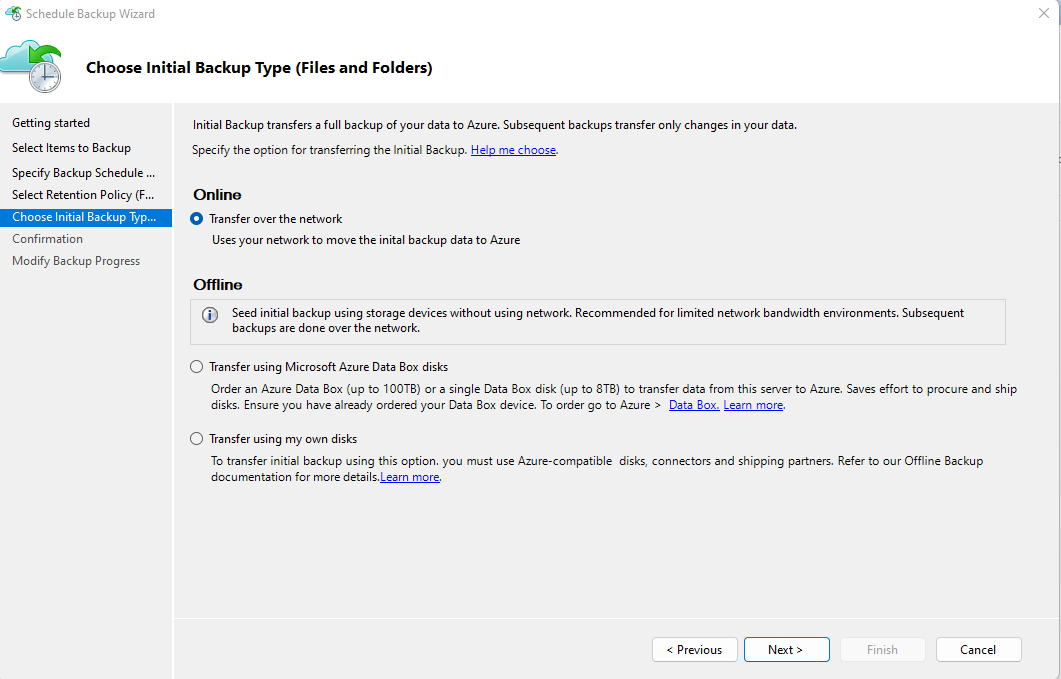 Schedule Backup Wizard
Choose Initial Backup Type (Files and Folders)
Getting started
Select Items to Backup
Specify Backup Schedule ...
Select Retention Policy (F...
Choose Initial Backup Typ...
Confirmation
Modify Backup Progress
Initial Backup transfers a full backup of your data to Azure. Subsequent backups transfer only changes in your data.
Specify the option for transferring the Initial Backup. Help me choose.
Online
Transfer over the network
Uses your network to move the inital backup data to Azure
Offline
Seed initial backup using storage devices without using network. Recommended for limited network bandwidth environments. Subsequent
backups are done over the network.
Transfer using Microsoft Azure Data Box disks
Order an Azure Data Box (up to 100TB) or a single Data Box disk (up to 8TB) to transfer data from this server to Azure. Saves effort to procure and ship
disks. Ensure you have already ordered your Data Box device. To order go to Azure > Data Box. Learn more.
Transfer using my own disks
To transfer initial backup using this option. you must use Azure-compatible disks, connectors and shipping partners. Refer to our Offline Backup
documentation for more details.Learn more.
< Previous
Next >
Finish
Cancel